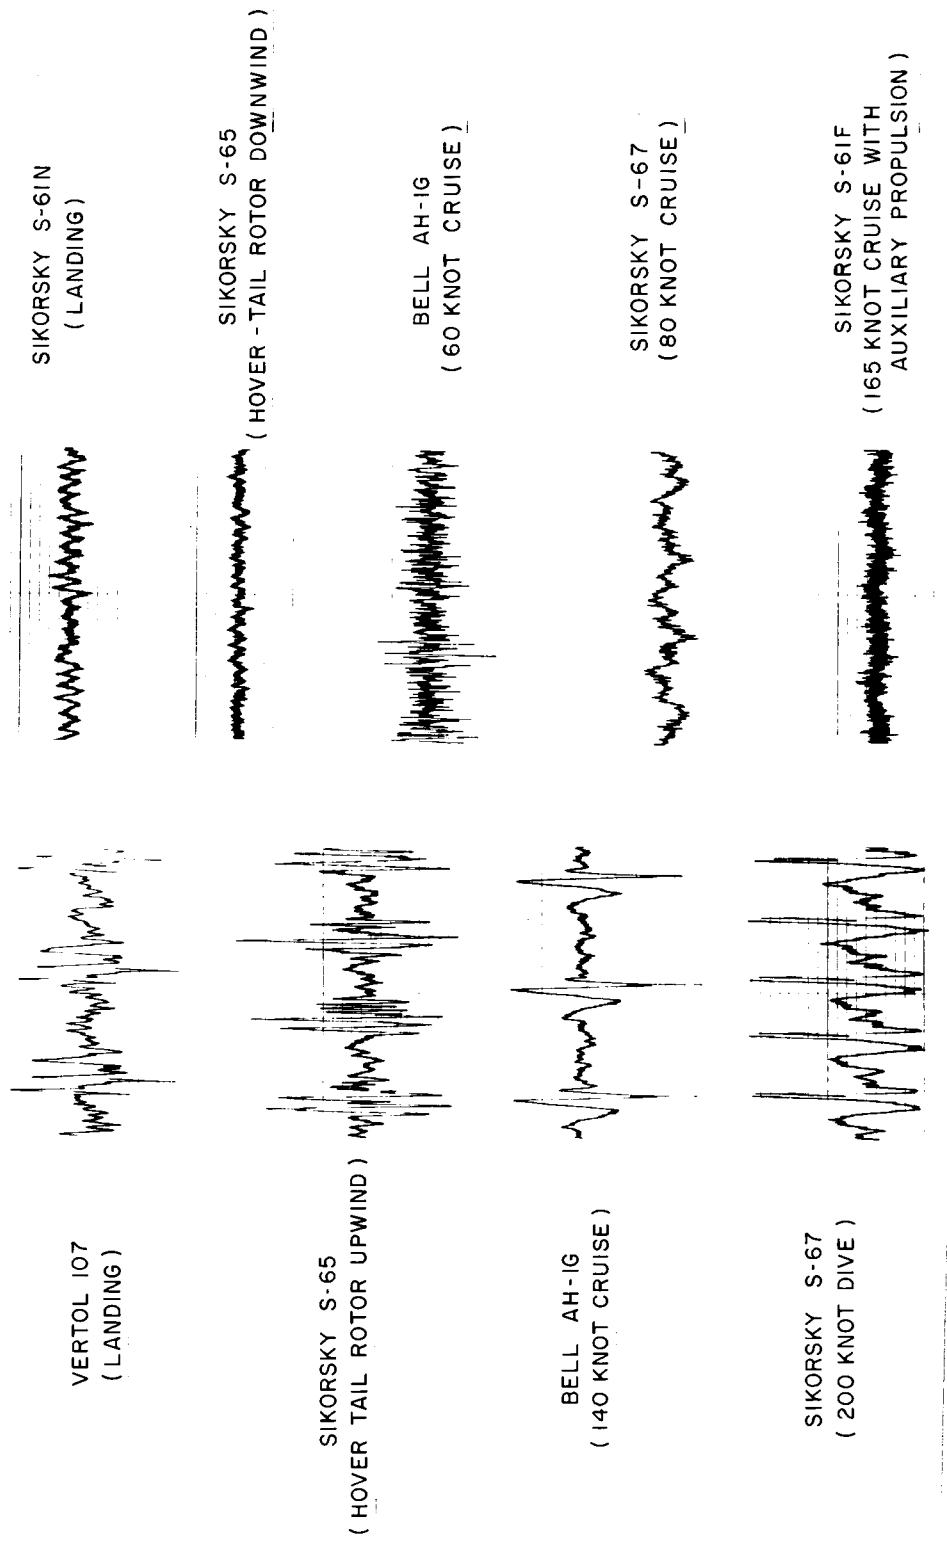 VERTOL 107
(LANDING)
SIKORSKY S-61N
(LANDING)
SIKORSKY S-65
(HOVER TAIL ROTOR UPWIND)
SIKORSKY S-65
(HOVER - TAIL ROTOR DOWNWIND)
BELL AH-1G
(140 KNOT CRUISE)
BELL AH-1G
(60 KNOT CRUISE)
SIKORSKY S-67
(200 KNOT DIVE)
SIKORSKY S-67
(80 KNOT CRUISE)
SIKORSKY S-61F
(165 KNOT CRUISE WITH
AUXILIARY PROPULSION)